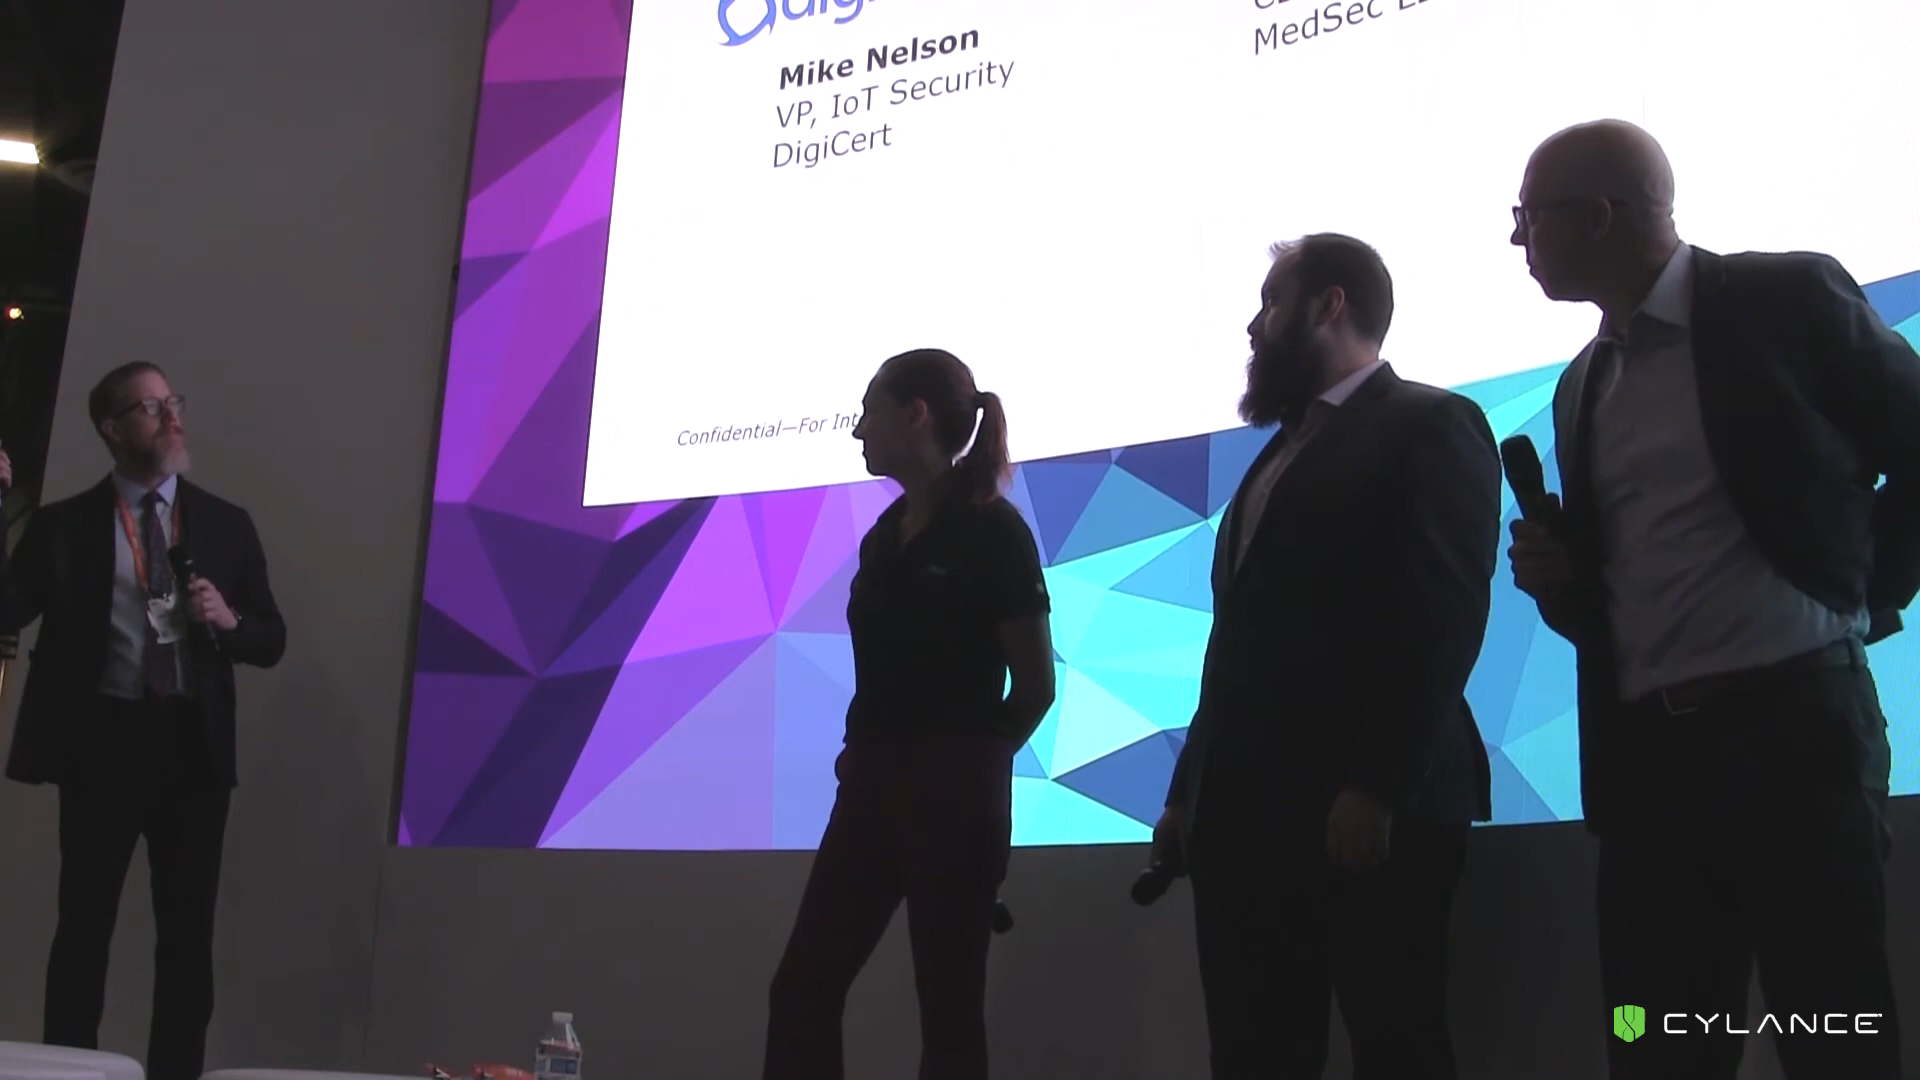 Mike Nelson
VP, IoT Security
DigiCert
MedSec
Confidential—For Int
CYLANCE